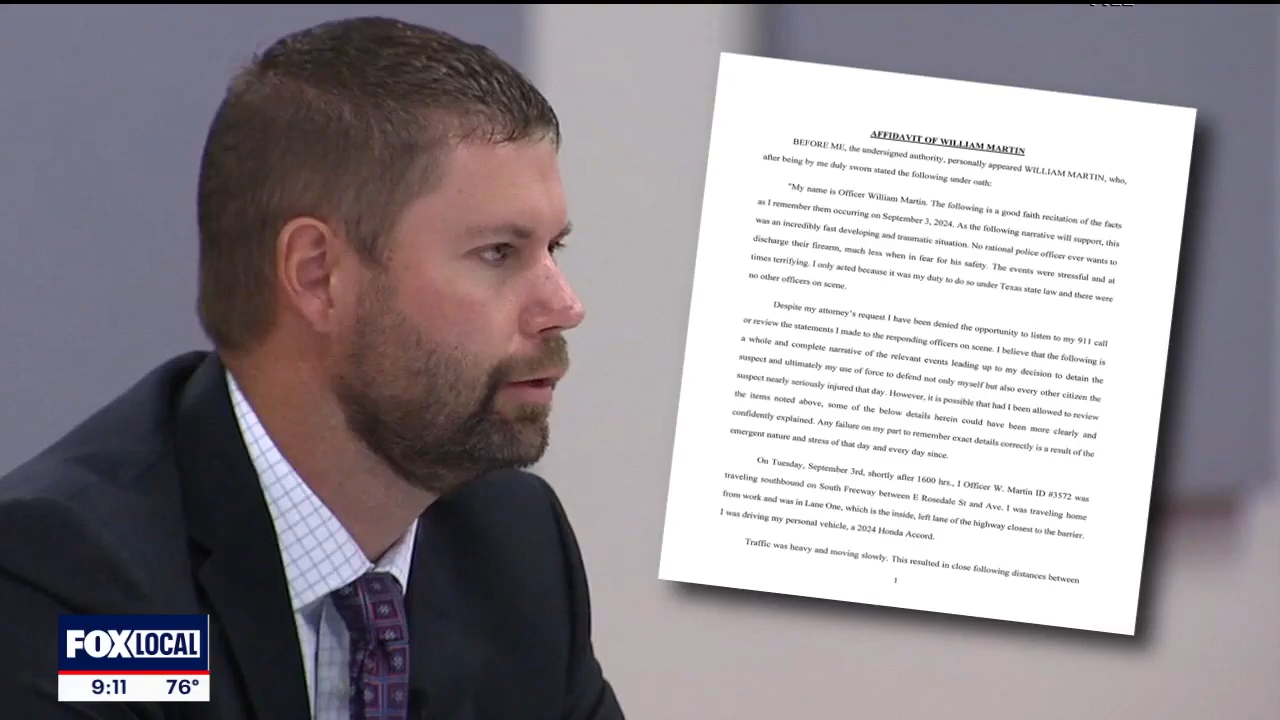 AFFIDAVIT OF WILLIAM MARTIN
BEFORE ME, the undersigned authority, personally appeared WILLIAM MARTIN, who,
after being by me duly sworn stated the following under oath:
"My name is Officer William Martin. The following is a good faith recitation of the facts
as I remember them occurring on September 3, 2024. As the following narrative will support, this
was an incredibly fast developing and traumatic situation. No rational police officer ever wants to
discharge their firearm, much less when in fear for his safety. The events were stressful and at
times terrifying. I only acted because it was my duty to do so under Texas state law and there were
no other officers on scene.
Despite my attorney's request I have been denied the opportunity to listen to my 911 call
or review the statements I made to the responding officers on scene. I believe that the following is
a whole and complete narrative of the relevant events leading up to my decision to detain the
suspect and ultimately my use of force to defend not only myself but also every other citizen the
suspect nearly seriously injured that day. However, it is possible that had I been allowed to review
the items noted above, some of the below details herein could have been more clearly and
confidently explained. Any failure on my part to remember exact details correctly is a result of the
emergent nature and stress of that day and every day since.
On Tuesday, September 3rd, shortly after 1600 hrs., I Officer W. Martin ID #3572 was
traveling southbound on South Freeway between E Rosedale St and Ave. I was traveling home
from work and was in Lane One, which is the inside, left lane of the highway closest to the barrier.
I was driving my personal vehicle, a 2024 Honda Accord.
Traffic was heavy and moving slowly. This resulted in close following distances between
1
FOX LOCAL
9:11 76°